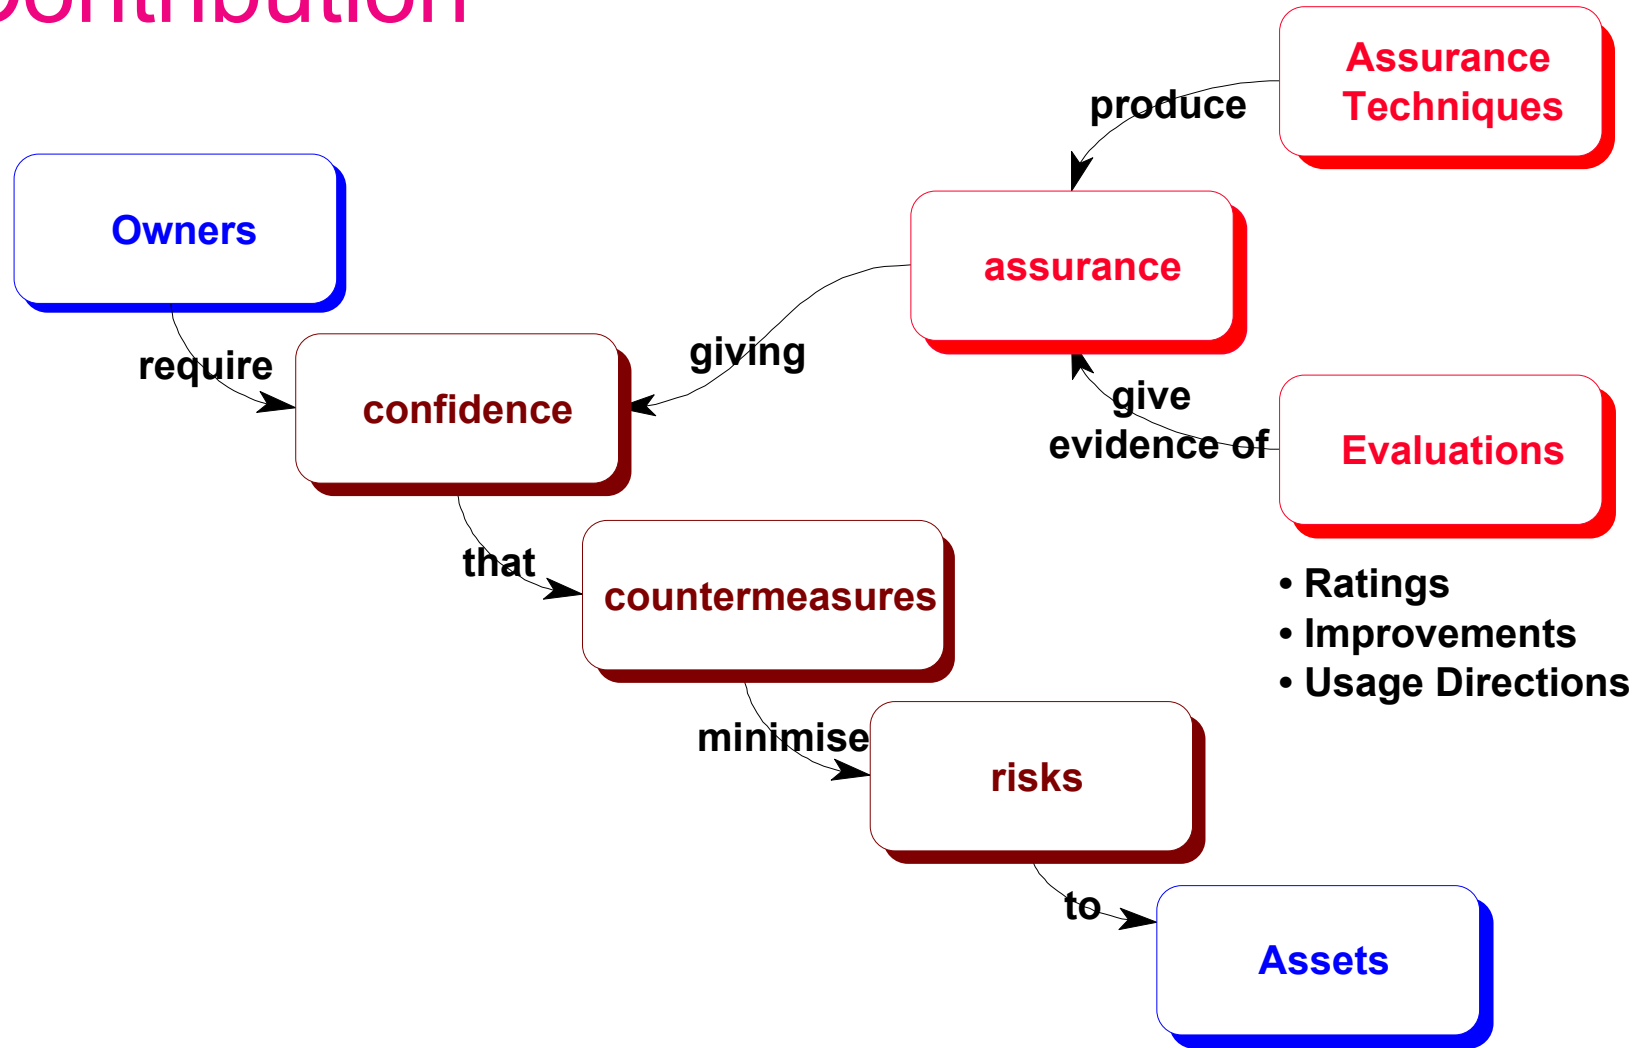 Contribution
Assurance
Techniques
produce
Owners
assurance
require
giving
confidence
give
evidence of
Evaluations
that
countermeasures
• Ratings
• Improvements
• Usage Directions
minimise
risks
to
Assets